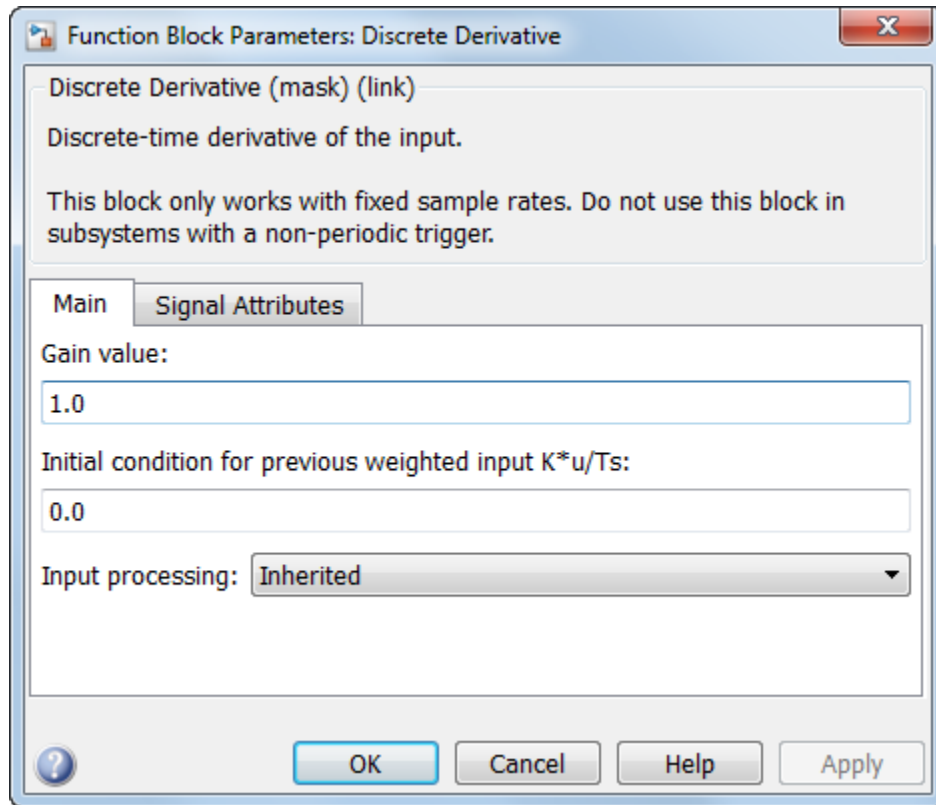 Function Block Parameters: Discrete Derivative
Discrete Derivative (mask) (link)
Discrete-time derivative of the input.
This block only works with fixed sample rates. Do not use this block in
subsystems with a non-periodic trigger.
Main Signal Attributes
Gain value:
1.0
Initial condition for previous weighted input K*u/Ts:
0.0
Input processing: Inherited
? OK Cancel Help Apply